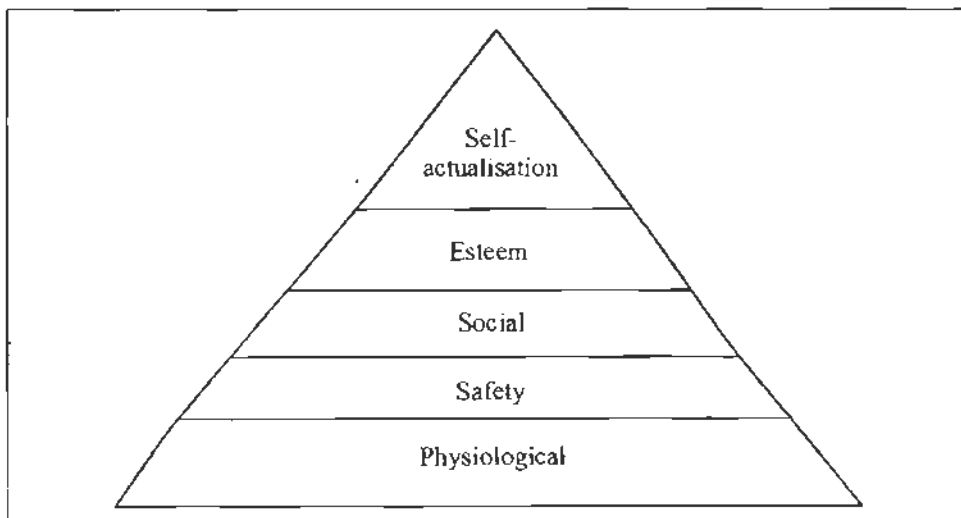 Self-
actualisation
Esteem
Social
Safety
Physiological